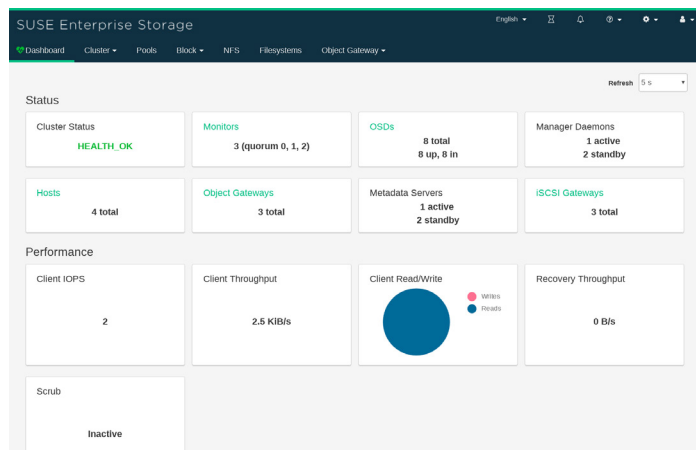 SUSE Enterprise Storage
English
Dashboard Cluster Pools Block NFS Filesystems Object Gateway
Refresh 5 s
Status
Cluster Status
HEALTH_OK
Monitors
3 (quorum 0, 1, 2)
OSDs
8 total
8 up, 8 in
Manager Daemons
1 active
2 standby
Hosts
4 total
Object Gateways
3 total
Metadata Servers
1 active
2 standby
iSCSI Gateways
3 total
Performance
Client IOPS
2
Client Throughput
2.5 KiB/s
Client Read/Write
Writes
Reads
Recovery Throughput
0 B/s
Scrub
Inactive